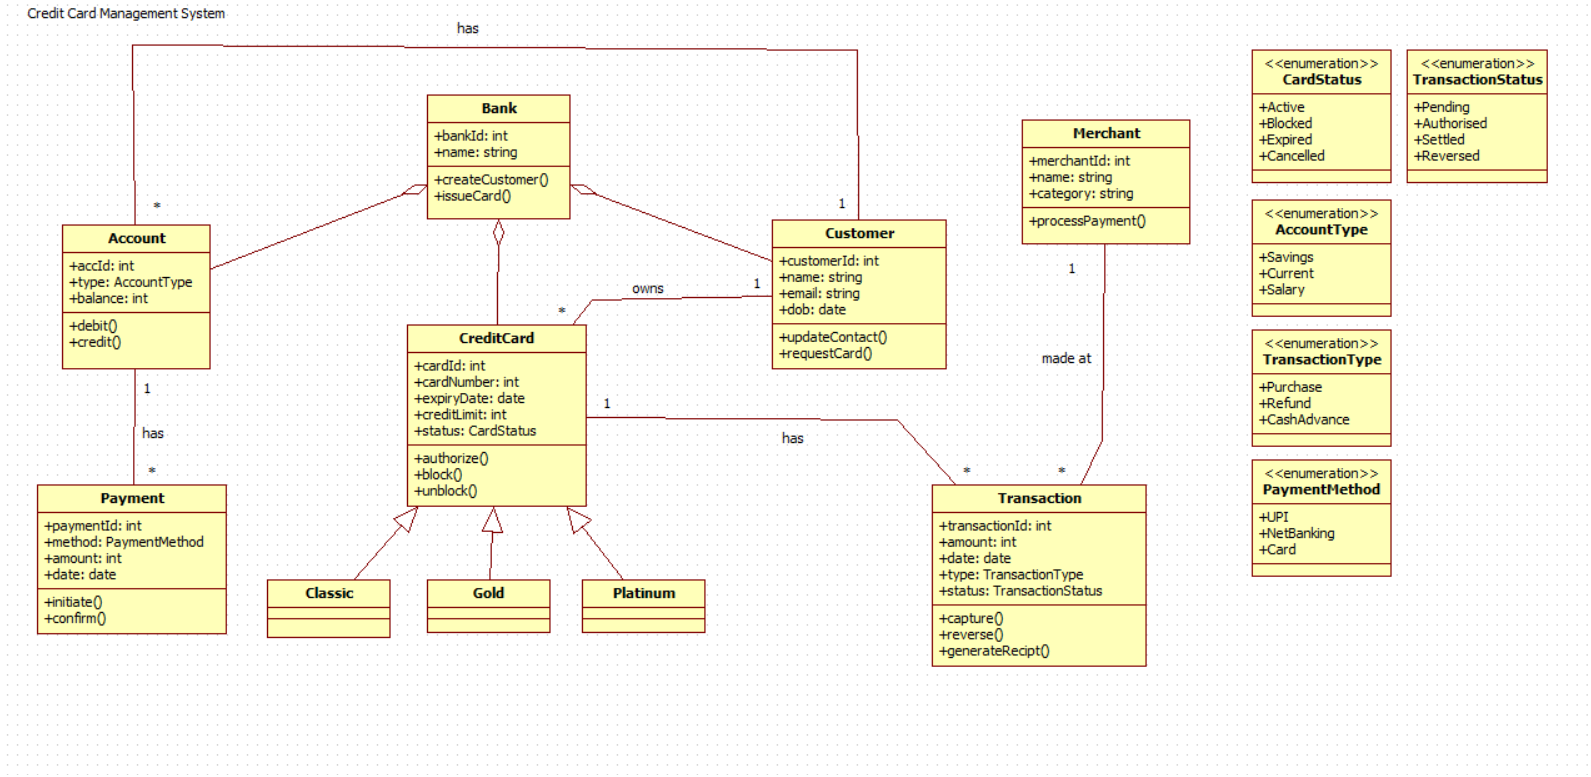 Credit Card Management System
has
Bank
+bankId: int
+name: string
+createCustomer()
+issueCard()
*
1
Account
+accId: int
+type: AccountType
+balance: int
+debit()
+credit()
Customer
+customerId: int
+name: string
+email: string
+dob: date
+updateContact()
+requestCard()
Merchant
+merchantId: int
+name: string
+category: string
+processPayment()
owns
1
*
CreditCard
+cardId: int
+cardNumber: int
+expiryDate: date
+creditLimit: int
+status: CardStatus
+authorize()
+block()
+unblock()
1
has
*
1
made at
*
1
has
*
Payment
+paymentId: int
+method: PaymentMethod
+amount: int
+date: date
+initiate()
+confirm()
Classic
Gold
Platinum
Transaction
+transactionId: int
+amount: int
+date: date
+type: TransactionType
+status: TransactionStatus
+capture()
+reverse()
+generateRecipt()
<<enumeration>>
CardStatus
+Active
+Blocked
+Expired
+Cancelled
<<enumeration>>
TransactionStatus
+Pending
+Authorised
+Settled
+Reversed
<<enumeration>>
AccountType
+Savings
+Current
+Salary
<<enumeration>>
TransactionType
+Purchase
+Refund
+CashAdvance
<<enumeration>>
PaymentMethod
+UPI
+NetBanking
+Card